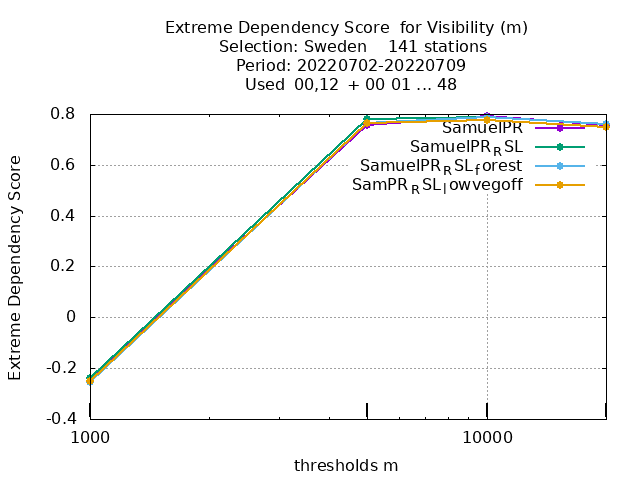 Extreme Dependency Score for Visibility (m)
Selection: Sweden 141 stations
Period: 20220702-20220709
Used 00,12 + 00 01 ... 48
Extreme Dependency Score
0.8
0.6
0.4
0.2
0
-0.2
-0.4
SamuelPR
SamuelPR_RSL
SamuelPR_RSL_forest
SamPR_RSL_lowvegoff
1000
10000
thresholds m